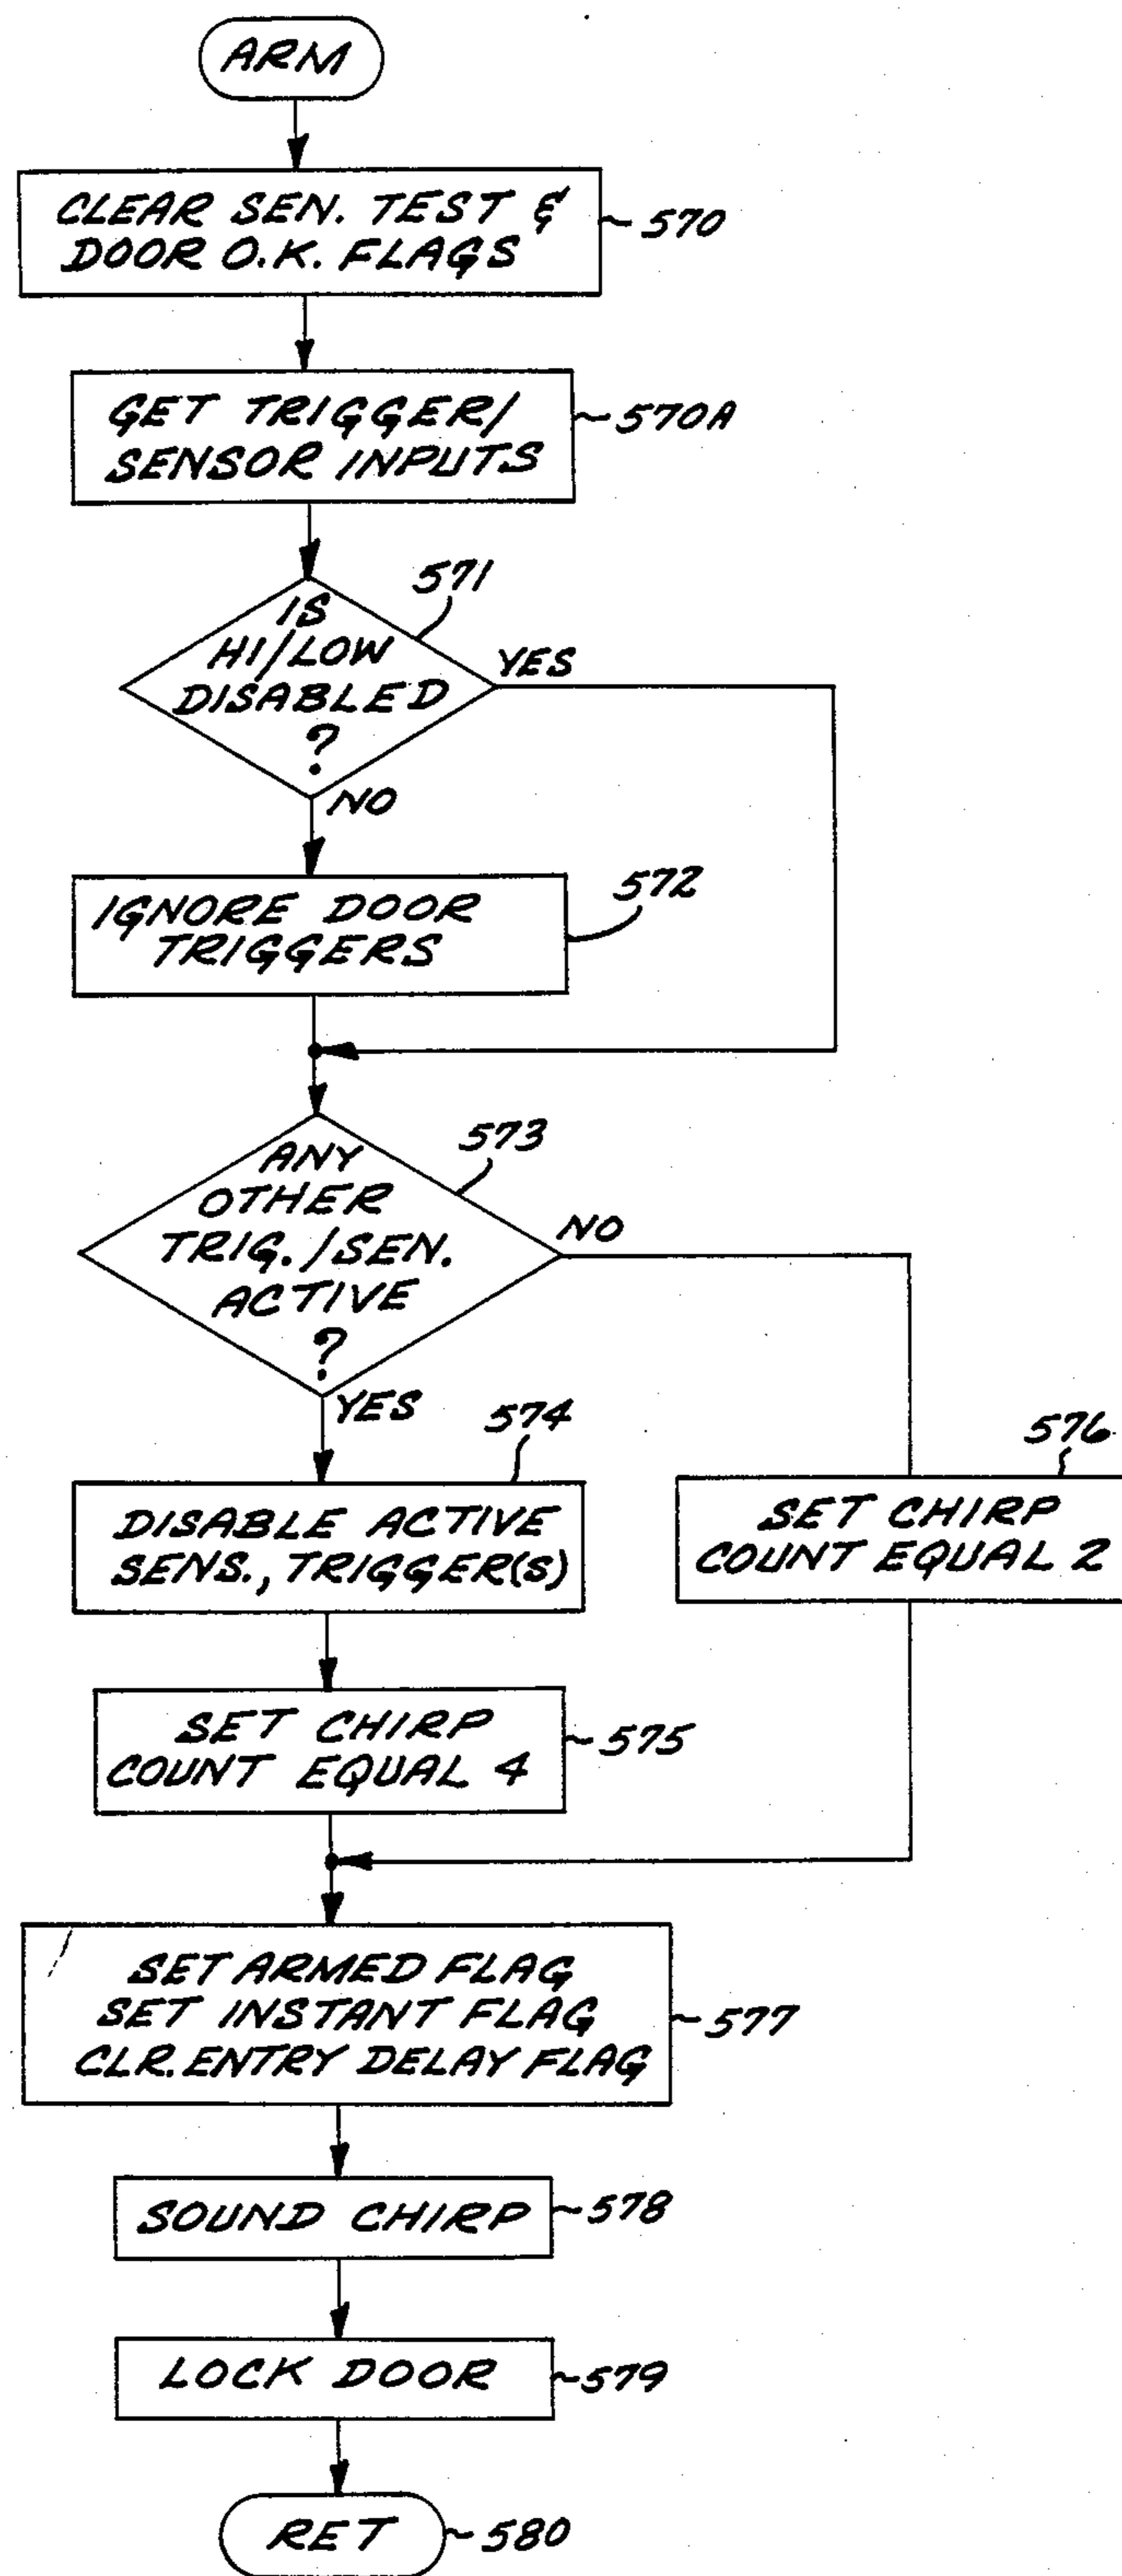 ARM
CLEAR SEN. TEST &
DOOR O.K. FLAGS
570
GET TRIGGER/
SENSOR INPUTS
570A
571
IS
HI/LOW
DISABLED
?
YES
NO
572
IGNORE DOOR
TRIGGERS
573
ANY
OTHER
TRIG./SEN.
ACTIVE
?
NO
YES
574
DISABLE ACTIVE
SENS., TRIGGER(S)
576
SET CHIRP
COUNT EQUAL 2
SET CHIRP
COUNT EQUAL 4
575
SET ARMED FLAG
SET INSTANT FLAG
CLR. ENTRY DELAY FLAG
577
SOUND CHIRP
578
LOCK DOOR
579
RET
580